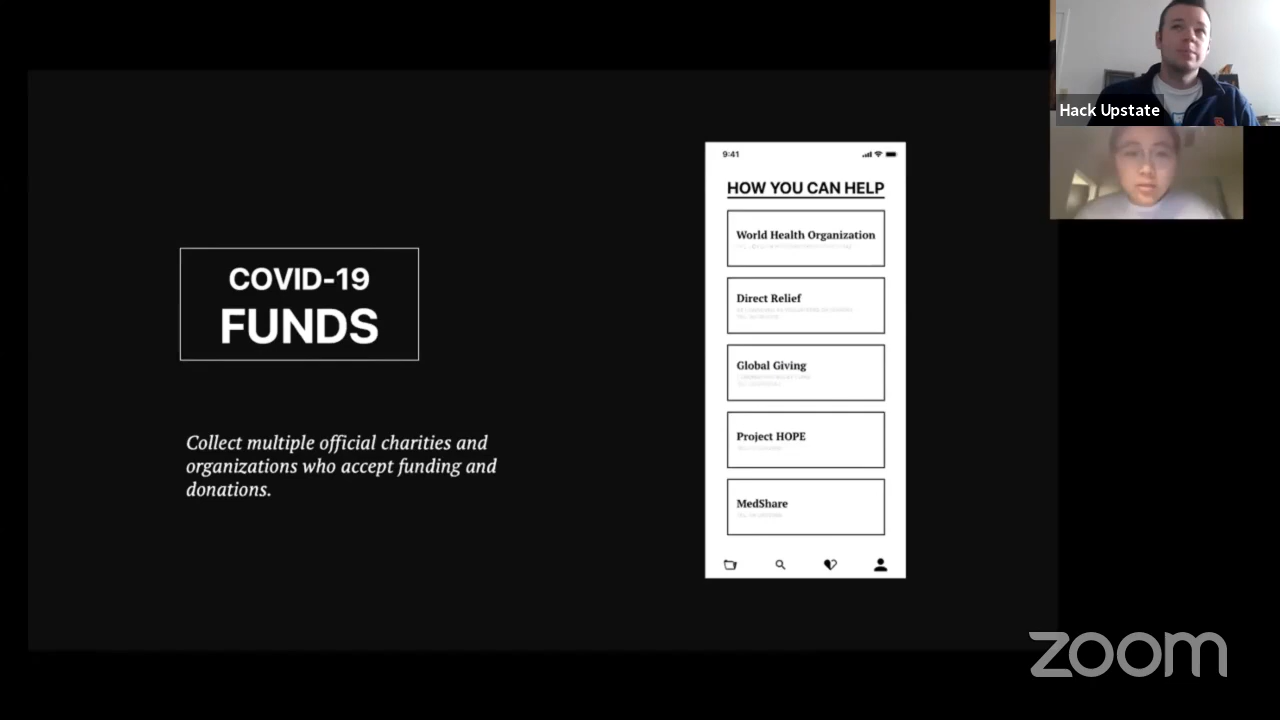 Hack Upstate
COVID-19
FUNDS
Collect multiple official charities and
organizations who accept funding and
donations.
9:41
HOW YOU CAN HELP
World Health Organization
Direct Relief
Global Giving
Project HOPE
MedShare
zoom